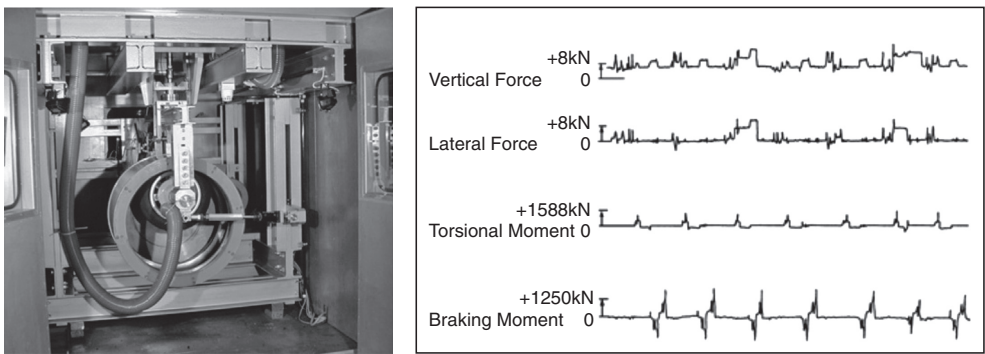 +8kN
Vertical Force 0
+8kN
Lateral Force 0
+1588kN
Torsional Moment 0
+1250kN
Braking Moment 0